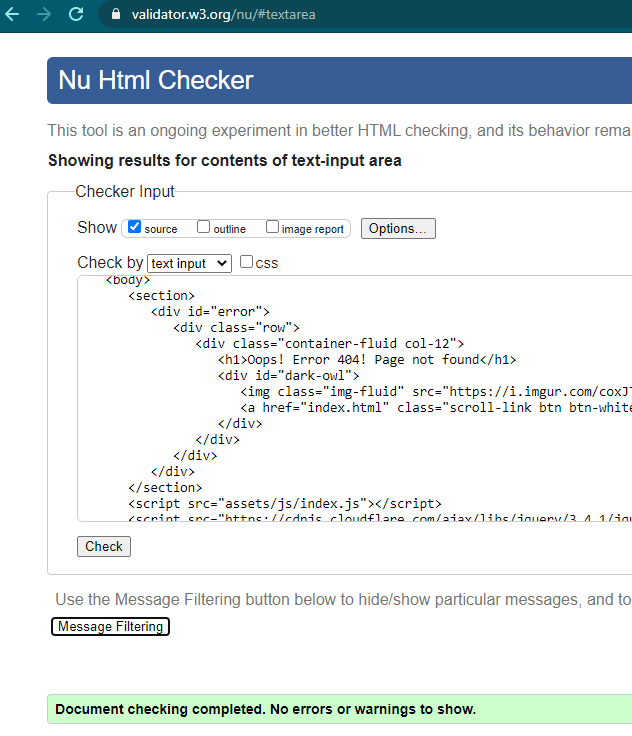 validator.w3.org/nu/#textarea
Nu Html Checker
This tool is an ongoing experiment in better HTML checking, and its behavior rema
Showing results for contents of text-input area
Checker Input
Show source outline image report Options...
Check by text input css
<body>
<section>
<div id="error">
<div class="row">
<div class="container-fluid col-12">
<h1>Oops! Error 404! Page not found</h1>
<div id="dark-owl">
<img class="img-fluid" src="https://i.imgur.com/coxJ
<a href="index.html" class="scroll-link btn btn-white
</div>
</div>
</div>
</div>
</section>
<script src="assets/js/index.js"></script>
<script src="https://cdnjs.cloudflare.com/ajax/libs/jquery/3.4.1/jqu
Check
Use the Message Filtering button below to hide/show particular messages, and to
Message Filtering
Document checking completed. No errors or warnings to show.